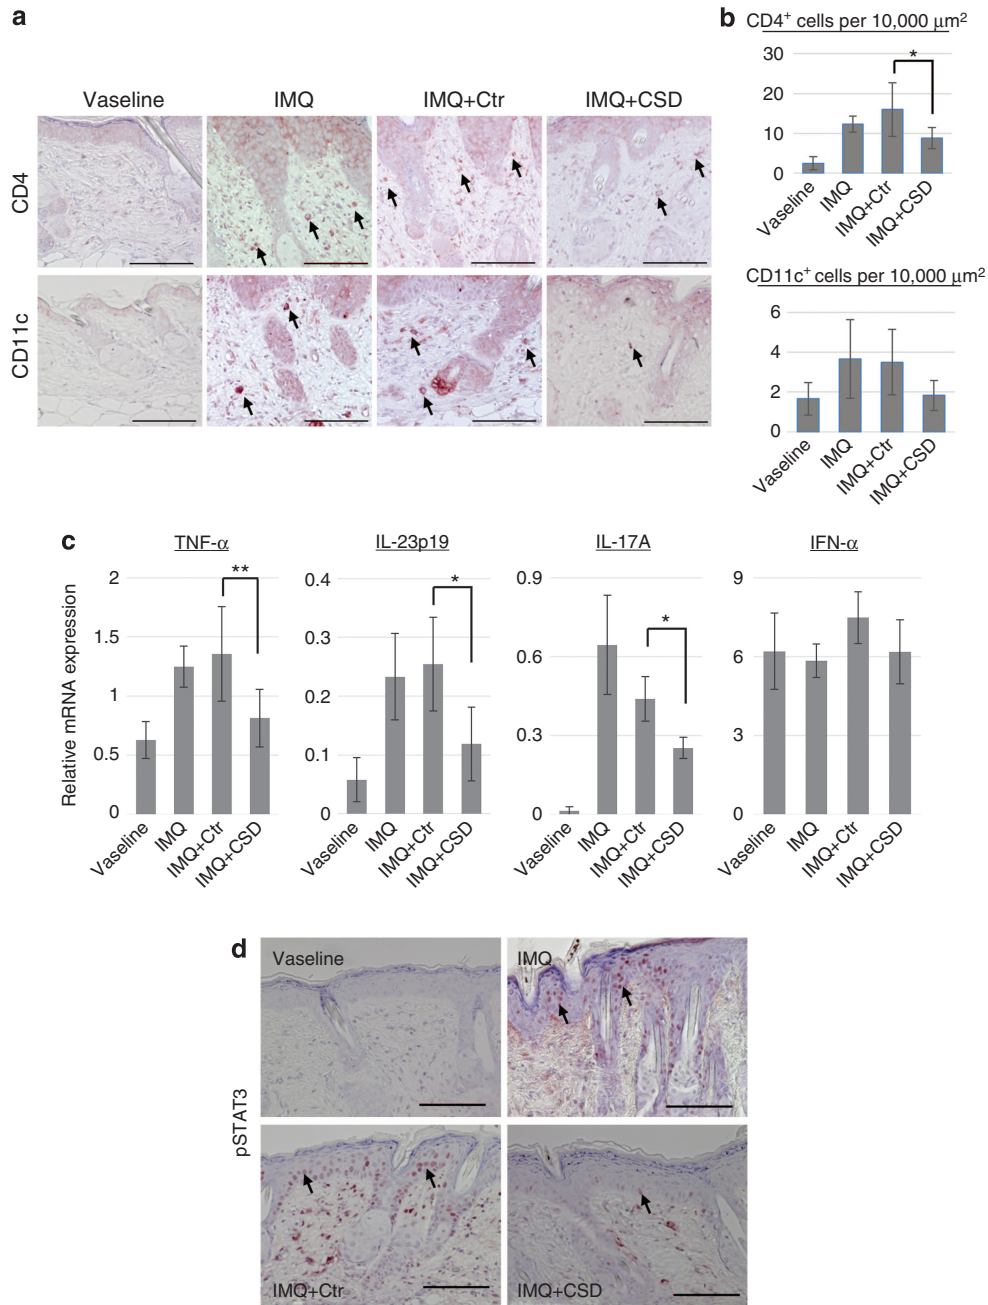 a
Vaseline IMQ IMQ+Ctr IMQ+CSD
CD4
CD11c
b
CD4+ cells per 10,000 μm2
30
20
10
0
*
Vaseline IMQ IMQ+Ctr IMQ+CSD
CD11c+ cells per 10,000 μm2
6
4
2
0
Vaseline IMQ IMQ+Ctr IMQ+CSD
c
Relative mRNA expression
TNF-α
2
1.5
1
0.5
0
**
Vaseline IMQ IMQ+Ctr IMQ+CSD
IL-23p19
0.4
0.3
0.2
0.1
0
*
Vaseline IMQ IMQ+Ctr IMQ+CSD
IL-17A
0.9
0.6
0.3
0
*
Vaseline IMQ IMQ+Ctr IMQ+CSD
IFN-α
9
6
3
0
Vaseline IMQ IMQ+Ctr IMQ+CSD
d
pSTAT3
Vaseline IMQ
IMQ+Ctr IMQ+CSD